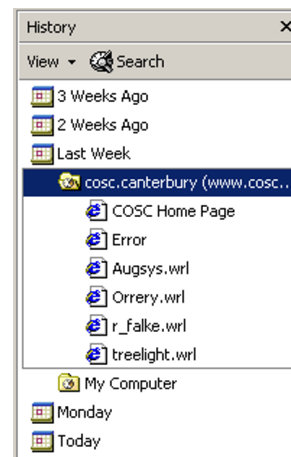 History
View Search
3 Weeks Ago
2 Weeks Ago
Last Week
cosc.canterbury (www.cosc...
COSC Home Page
Error
Augsys.wrl
Orrery.wrl
r_falke.wrl
treelight.wrl
My Computer
Monday
Today